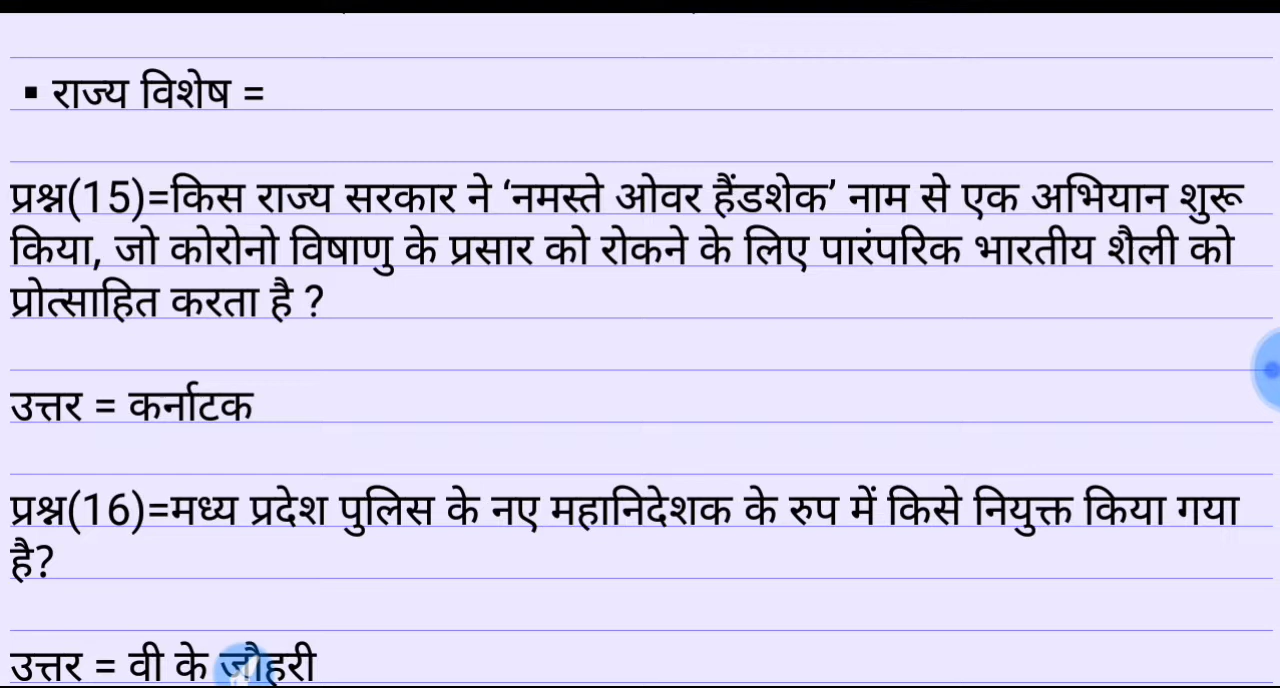 ▪ राज्य विशेष =
प्रश्न(15)=किस राज्य सरकार ने ‘नमस्ते ओवर हैंडशेक’ नाम से एक अभियान शुरू
किया, जो कोरोनो विषाणु के प्रसार को रोकने के लिए पारंपरिक भारतीय शैली को
प्रोत्साहित करता है ?
उत्तर = कर्नाटक
प्रश्न(16)=मध्य प्रदेश पुलिस के नए महानिदेशक के रुप में किसे नियुक्त किया गया
है?
उत्तर = वी के जौहरी